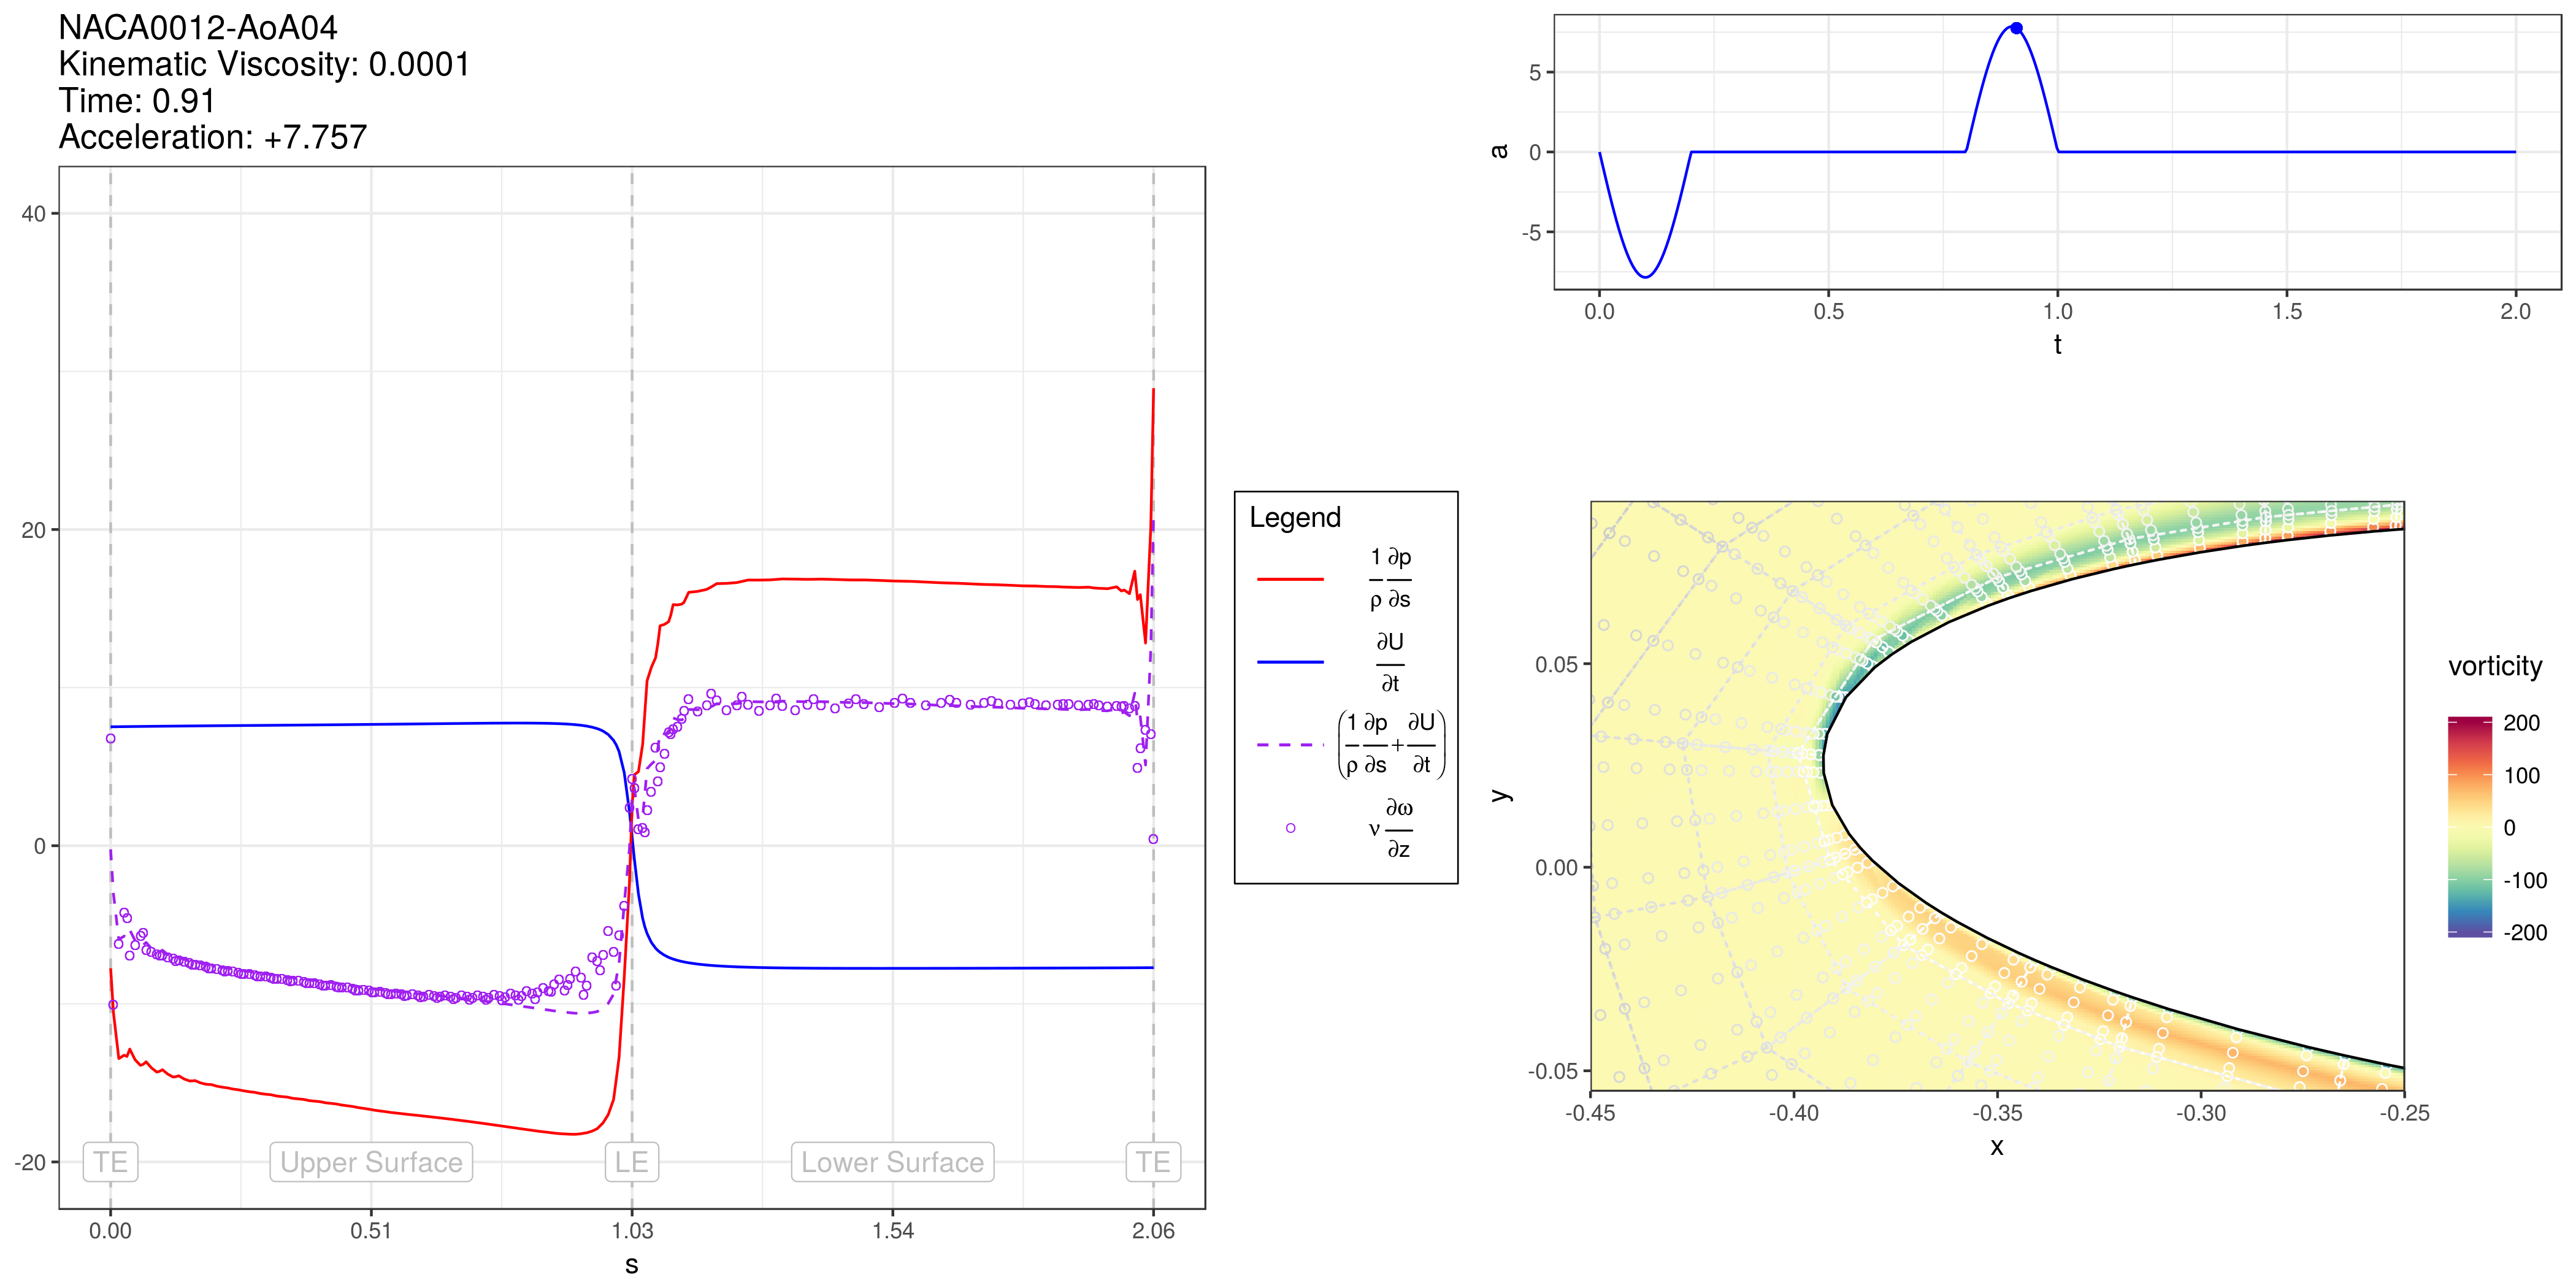 NACA0012-AoA04
Kinematic Viscosity: 0.0001
Time: 0.91
Acceleration: +7.757
40
20
0
-20
TE
Upper Surface
LE
Lower Surface
TE
0.00
0.51
1.03
1.54
2.06
s
Legend
1 ∂p
ρ ∂s
∂U
∂t
(1 ∂p + ∂U)
(ρ ∂s   ∂t)
ν ∂ω
∂z
5
0
-5
a
0.0
0.5
1.0
1.5
2.0
t
0.05
0.00
-0.05
y
-0.45
-0.40
-0.35
-0.30
-0.25
x
vorticity
200
100
0
-100
-200